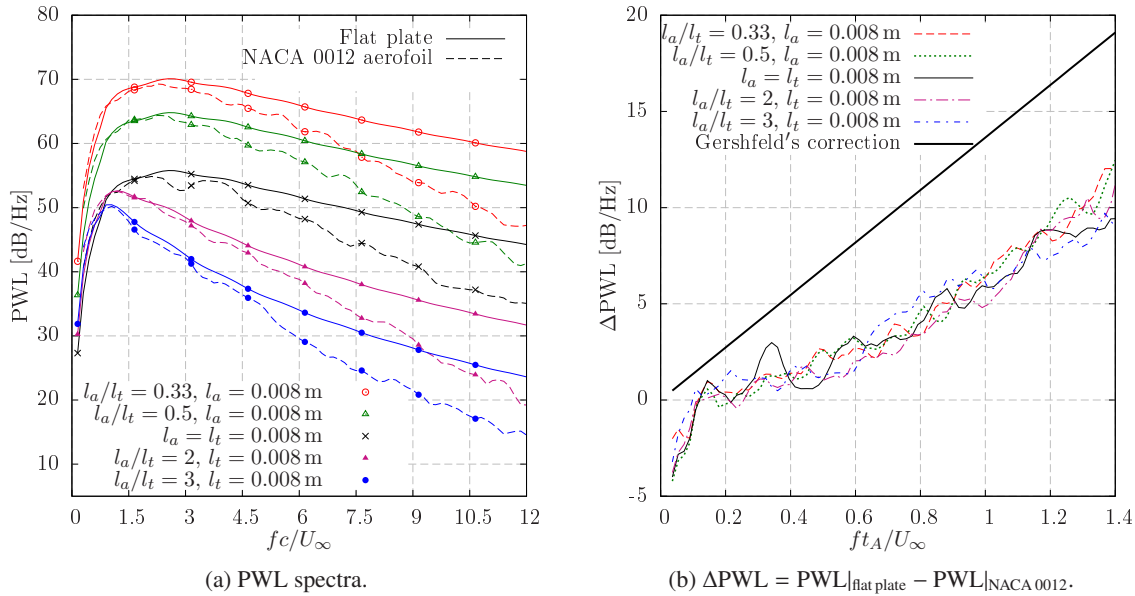 Flat plate
NACA 0012 aerofoil
PWL [dB/Hz]
80
70
60
50
40
30
20
10
l_a/l_t = 0.33, l_a = 0.008 m
l_a/l_t = 0.5, l_a = 0.008 m
l_a = l_t = 0.008 m
l_a/l_t = 2, l_t = 0.008 m
l_a/l_t = 3, l_t = 0.008 m
0 1.5 3 4.5 6 7.5 9 10.5 12
fc/U∞
(a) PWL spectra.
l_a/l_t = 0.33, l_a = 0.008 m
l_a/l_t = 0.5, l_a = 0.008 m
l_a = l_t = 0.008 m
l_a/l_t = 2, l_t = 0.008 m
l_a/l_t = 3, l_t = 0.008 m
Gershfeld's correction
ΔPWL [dB/Hz]
20
15
10
5
0
-5
0 0.2 0.4 0.6 0.8 1 1.2 1.4
ft_A/U∞
(b) ΔPWL = PWL|flat plate − PWL|NACA 0012.